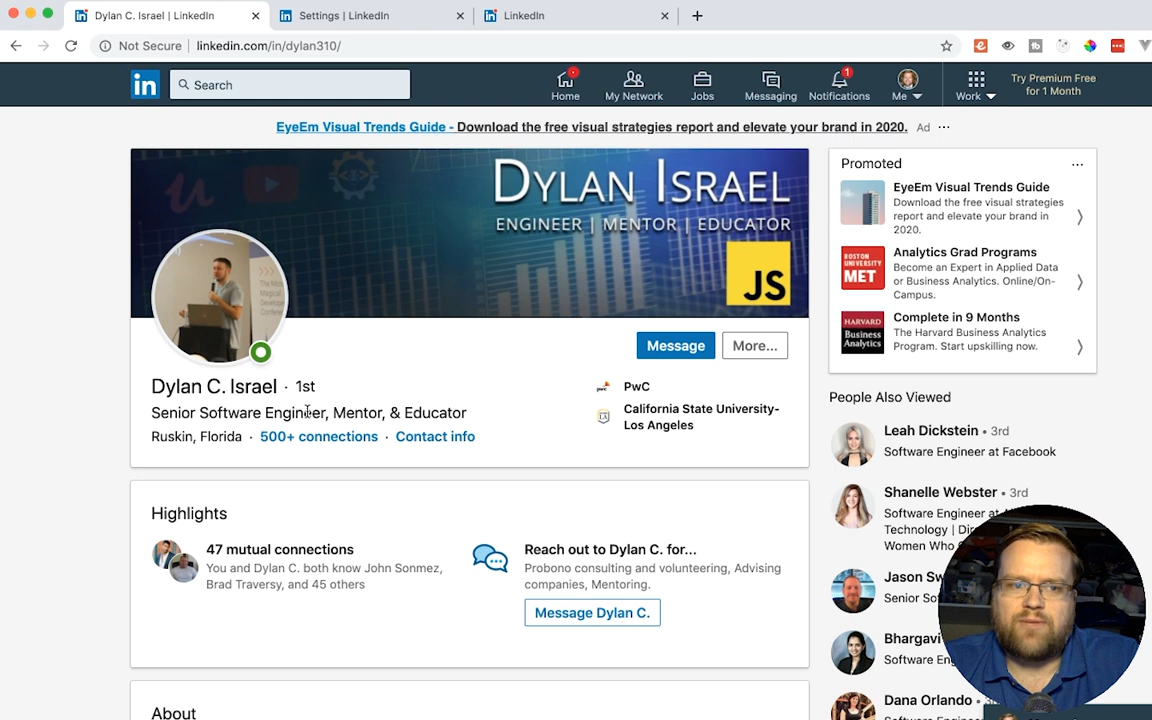 Dylan C. Israel | LinkedIn
Settings | LinkedIn
LinkedIn
Not Secure
linkedin.com/in/dylan310/
Search
Home
My Network
Jobs
Messaging
1
Notifications
Me
Work
Try Premium Free
for 1 Month
EyeEm Visual Trends Guide - Download the free visual strategies report and elevate your brand in 2020.
Ad
DYLAN ISRAEL
ENGINEER | MENTOR | EDUCATOR
JS
Message
More...
Dylan C. Israel · 1st
Senior Software Engineer, Mentor, & Educator
Ruskin, Florida · 500+ connections · Contact info
PwC
California State University-
Los Angeles
Highlights
47 mutual connections
You and Dylan C. both know John Sonmez,
Brad Traversy, and 45 others
Reach out to Dylan C. for...
Probono consulting and volunteering, Advising
companies, Mentoring.
Message Dylan C.
About
Promoted
EyeEm Visual Trends Guide
Download the free visual strategies
report and elevate your brand in
2020.
BOSTON
UNIVERSITY
MET
Analytics Grad Programs
Become an Expert in Applied Data
or Business Analytics. Online/On-
Campus.
HARVARD
Business
Analytics
Complete in 9 Months
The Harvard Business Analytics
Program. Start upskilling now.
People Also Viewed
Leah Dickstein • 3rd
Software Engineer at Facebook
Shanelle Webster • 3rd
Software Engineer at
Technology |
Women Who
Jason
Senior
Bhargavi
Software
Dana Orlando